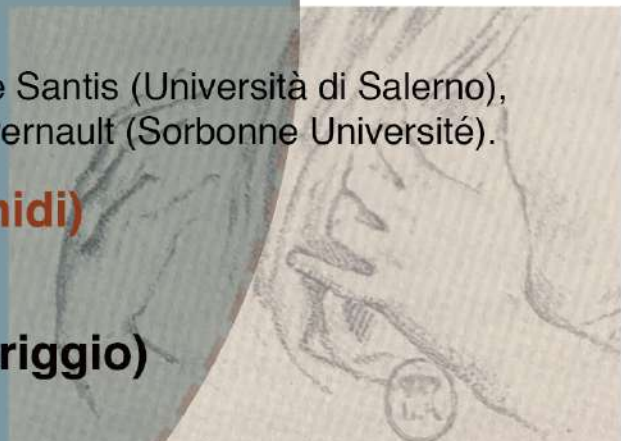 e Santis (Università di Salerno),
ernault (Sorbonne Université).
nidi)
riggio)